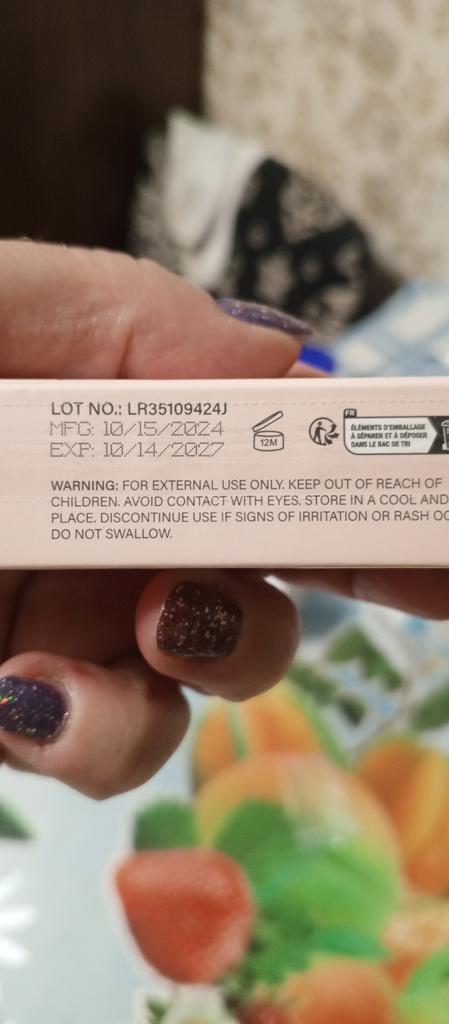 LOT NO.: LR35109424J
MFG: 10/15/2024
EXP: 10/14/2027
12M
FR
ÉLÉMENTS D'EMBALLAGE
À SÉPARER ET À DÉPOSER
DANS LE BAC DE TRI
WARNING: FOR EXTERNAL USE ONLY. KEEP OUT OF REACH OF
CHILDREN. AVOID CONTACT WITH EYES. STORE IN A COOL AND
PLACE. DISCONTINUE USE IF SIGNS OF IRRITATION OR RASH OC
DO NOT SWALLOW.